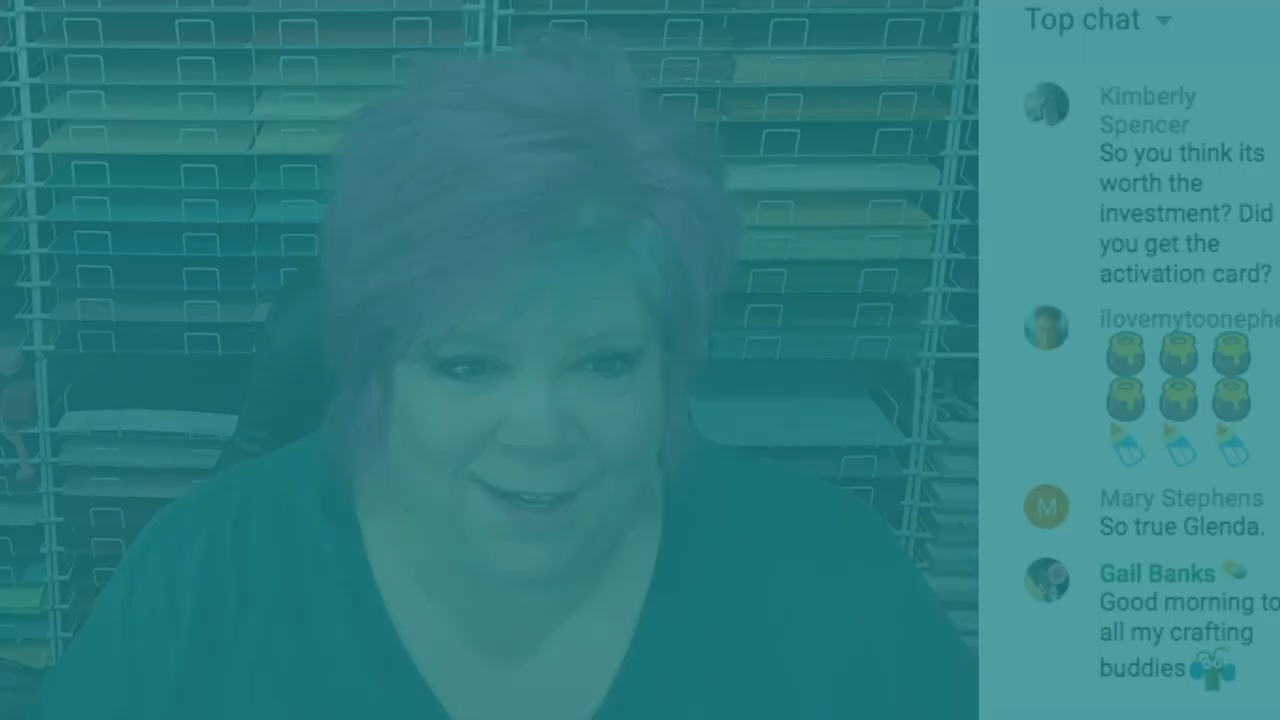 Top chat
Kimberly
Spencer
So you think its
worth the
investment? Did
you get the
activation card?
ilovemytooneph
M
Mary Stephens
So true Glenda.
Gail Banks
Good morning to
all my crafting
buddies